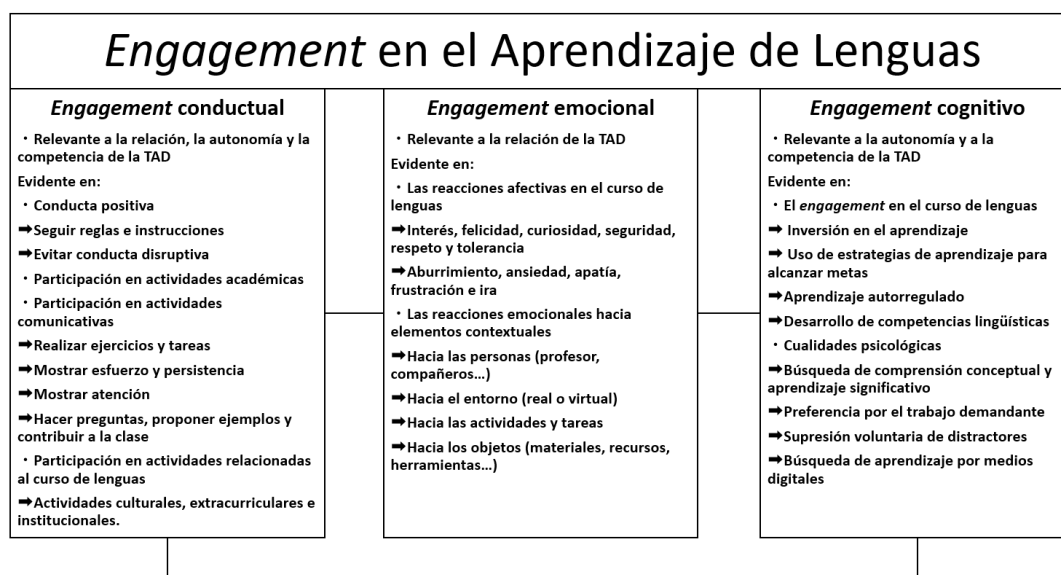 Engagement en el Aprendizaje de Lenguas
Engagement conductual
· Relevante a la relación, la autonomía y la
competencia de la TAD
Evidente en:
· Conducta positiva
➡Seguir reglas e instrucciones
➡Evitar conducta disruptiva
· Participación en actividades académicas
· Participación en actividades
comunicativas
➡Realizar ejercicios y tareas
➡Mostrar esfuerzo y persistencia
➡Mostrar atención
➡Hacer preguntas, proponer ejemplos y
contribuir a la clase
· Participación en actividades relacionadas
al curso de lenguas
➡Actividades culturales, extracurriculares e
institucionales.
Engagement emocional
· Relevante a la relación de la TAD
Evidente en:
· Las reacciones afectivas en el curso de
lenguas
➡Interés, felicidad, curiosidad, seguridad,
respeto y tolerancia
➡Aburrimiento, ansiedad, apatía,
frustración e ira
· Las reacciones emocionales hacia
elementos contextuales
➡Hacia las personas (profesor,
compañeros…)
➡Hacia el entorno (real o virtual)
➡Hacia las actividades y tareas
➡Hacia los objetos (materiales, recursos,
herramientas…)
Engagement cognitivo
· Relevante a la autonomía y a la
competencia de la TAD
Evidente en:
· El engagement en el curso de lenguas
➡ Inversión en el aprendizaje
➡ Uso de estrategias de aprendizaje para
alcanzar metas
➡Aprendizaje autorregulado
➡Desarrollo de competencias lingüísticas
· Cualidades psicológicas
➡Búsqueda de comprensión conceptual y
aprendizaje significativo
➡Preferencia por el trabajo demandante
➡Supresión voluntaria de distractores
➡Búsqueda de aprendizaje por medios
digitales